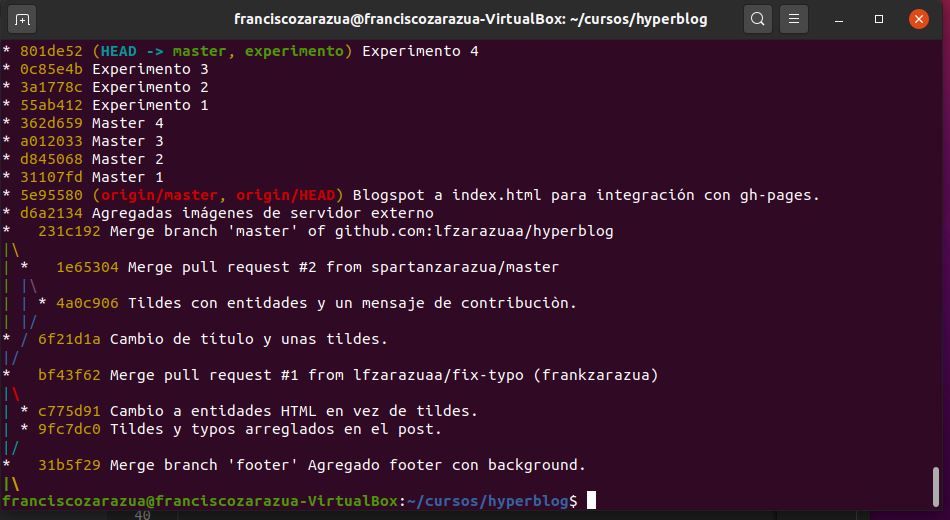 franciscozarazua@franciscozarazua-VirtualBox: ~/cursos/hyperblog
* 801de52 (HEAD -> master, experimento) Experimento 4
* 0c85e4b Experimento 3
* 3a1778c Experimento 2
* 55ab412 Experimento 1
* 362d659 Master 4
* a012033 Master 3
* d845068 Master 2
* 31107fd Master 1
* 5e95580 (origin/master, origin/HEAD) Blogspot a index.html para integración con gh-pages.
* d6a2134 Agregadas imágenes de servidor externo
*   231c192 Merge branch 'master' of github.com:lfzarazuaa/hyperblog
|\
| *   1e65304 Merge pull request #2 from spartanzarazua/master
| |\
| | * 4a0c906 Tildes con entidades y un mensaje de contribuciòn.
| |/
* / 6f21d1a Cambio de título y unas tildes.
|/
*   bf43f62 Merge pull request #1 from lfzarazuaa/fix-typo (frankzarazua)
|\
| * c775d91 Cambio a entidades HTML en vez de tildes.
| * 9fc7dc0 Tildes y typos arreglados en el post.
|/
*   31b5f29 Merge branch 'footer' Agregado footer con background.
|\
franciscozarazua@franciscozarazua-VirtualBox:~/cursos/hyperblog$
40